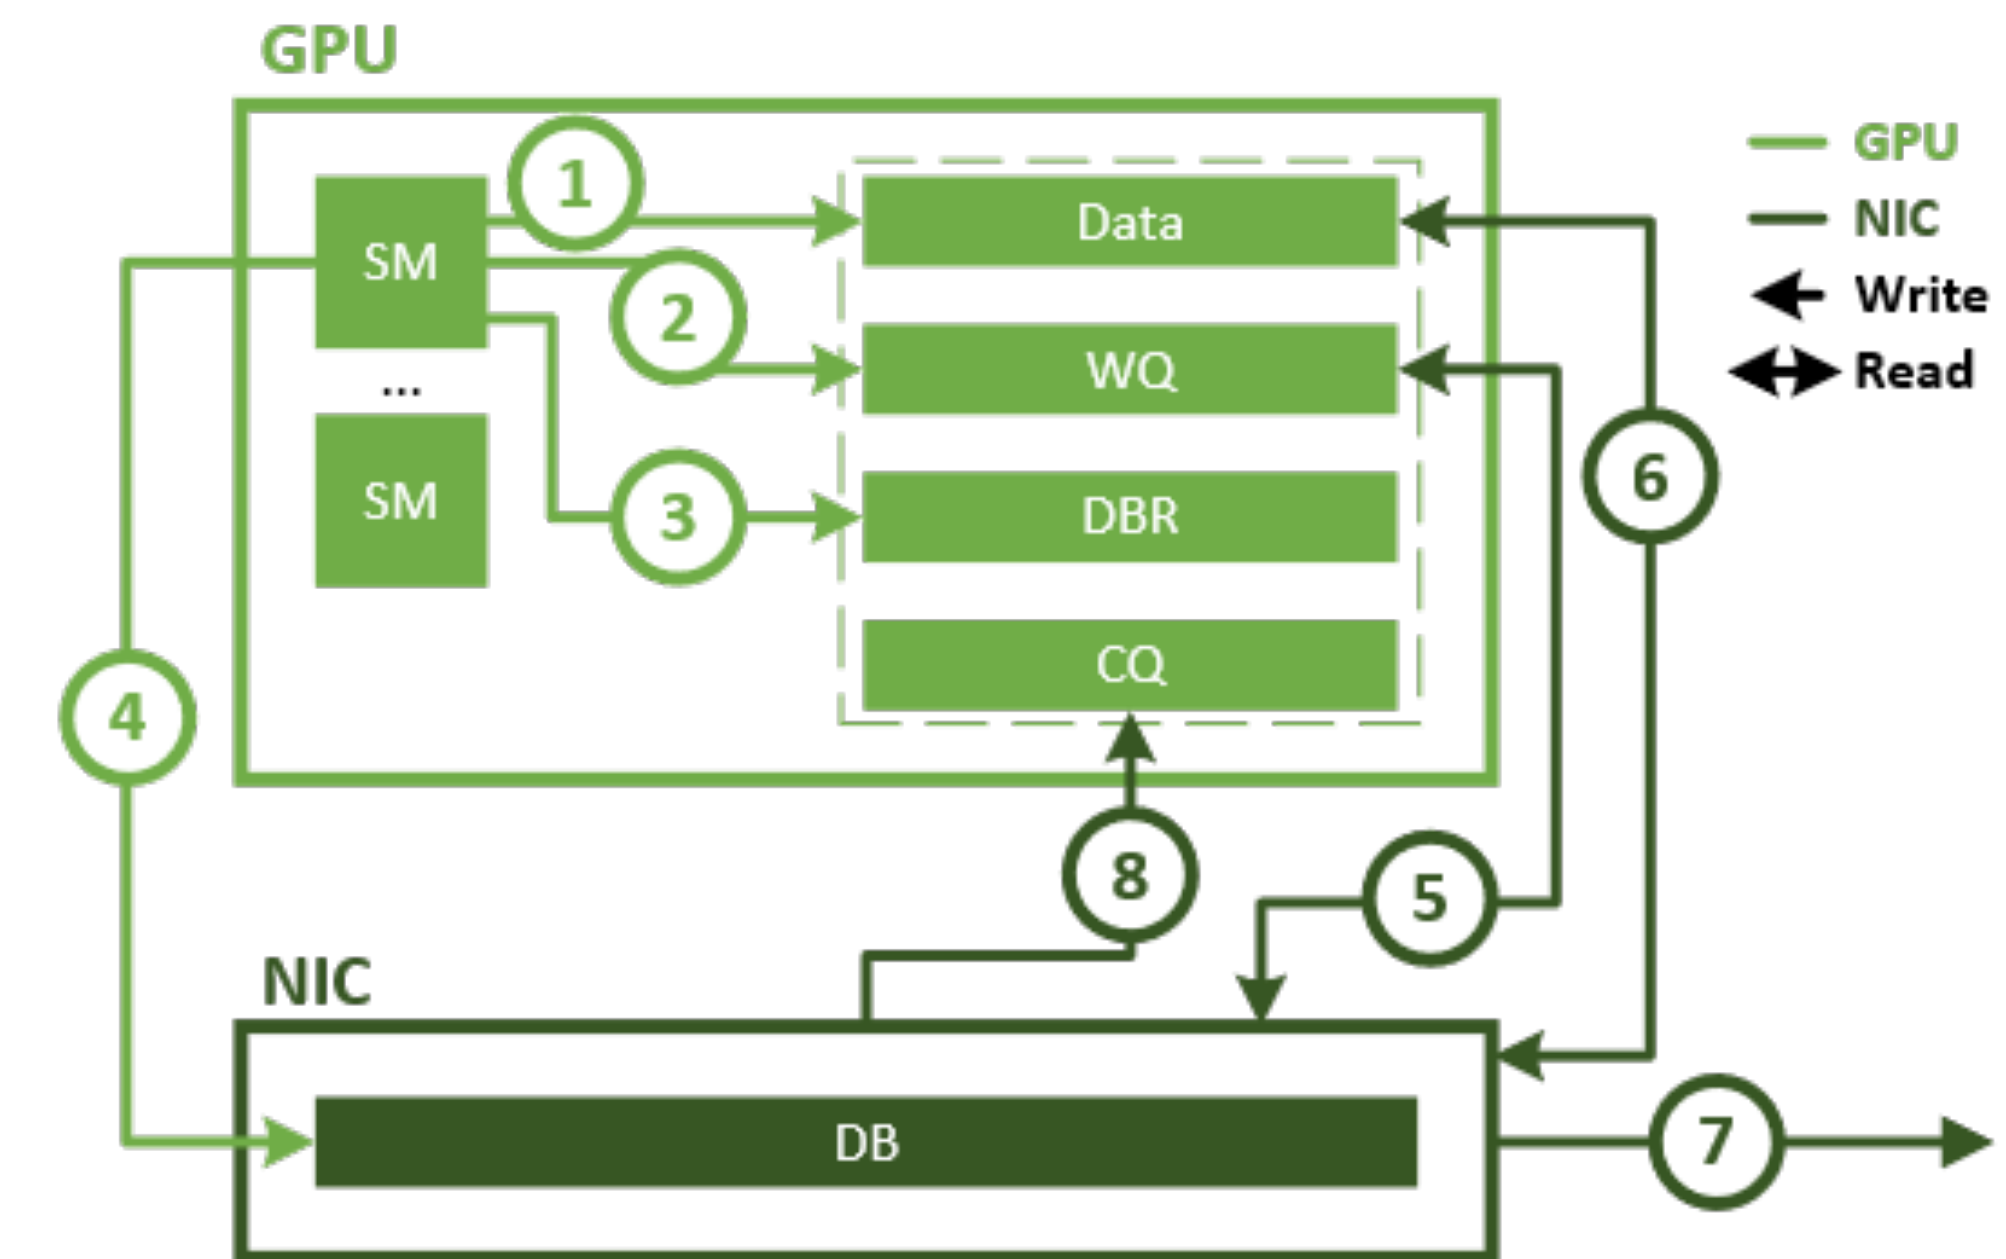 GPU
1
SM
Data
2
WQ
...
SM
3
DBR
4
CQ
6
8
5
NIC
DB
7
GPU
NIC
Write
Read